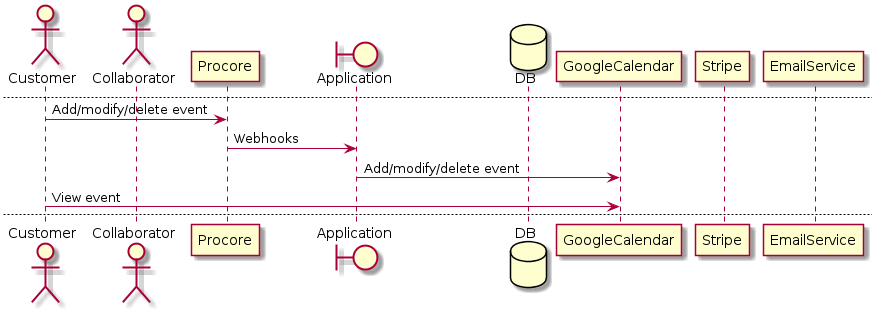 Customer
Collaborator
Procore
Application
DB
GoogleCalendar
Stripe
EmailService
Add/modify/delete event
Webhooks
Add/modify/delete event
View event
Customer
Collaborator
Procore
Application
DB
GoogleCalendar
Stripe
EmailService